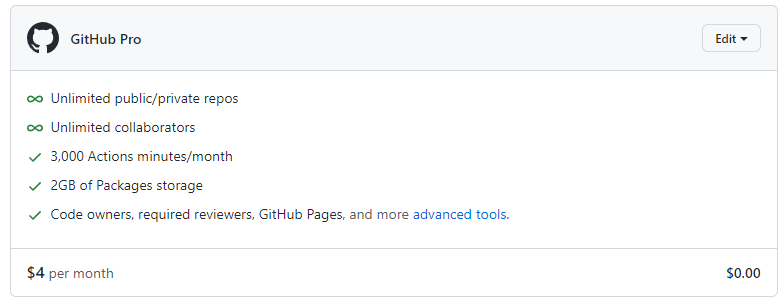 GitHub Pro
Edit
Unlimited public/private repos
Unlimited collaborators
3,000 Actions minutes/month
2GB of Packages storage
Code owners, required reviewers, GitHub Pages, and more advanced tools.
$4 per month
$0.00